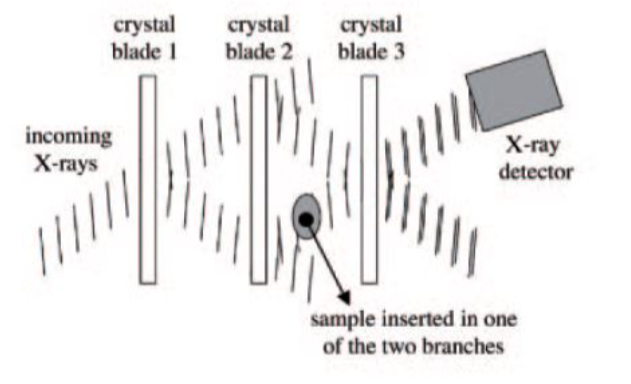 crystal
blade 1
crystal
blade 2
crystal
blade 3
incoming
X-rays
X-ray
detector
sample inserted in one
of the two branches